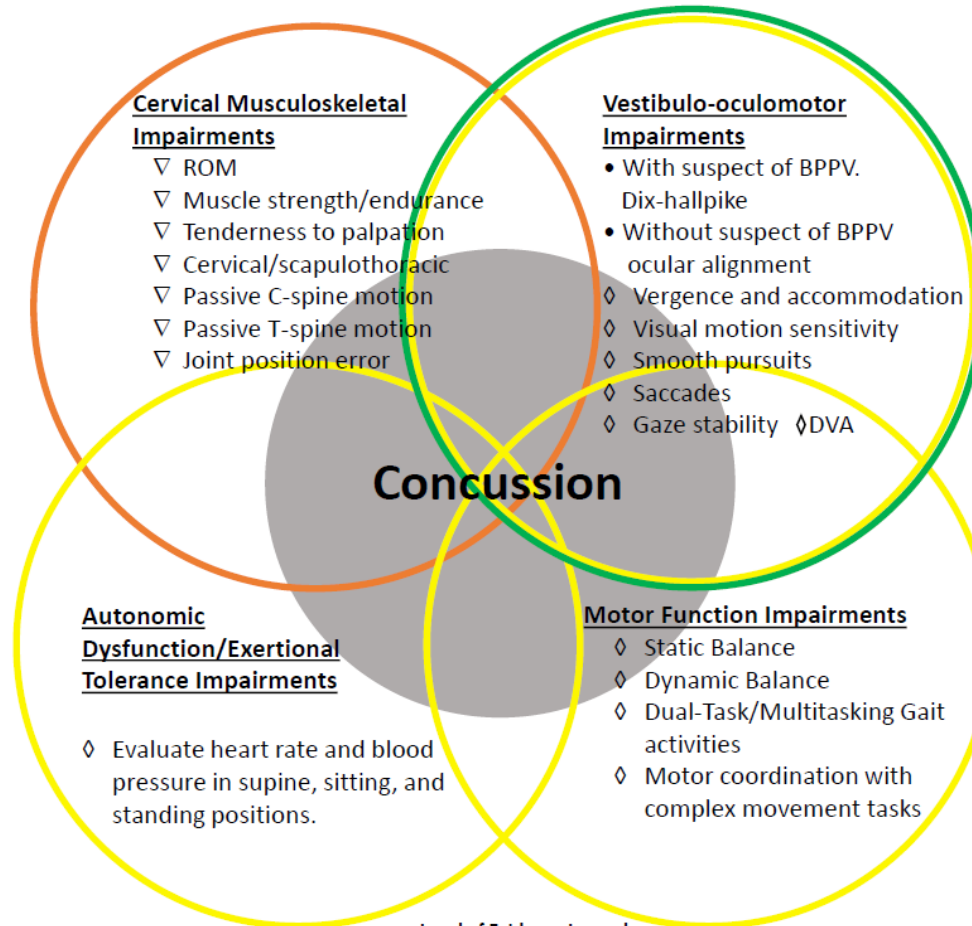 Cervical Musculoskeletal
Impairments
∇ ROM
∇ Muscle strength/endurance
∇ Tenderness to palpation
∇ Cervical/scapulothoracic
∇ Passive C-spine motion
∇ Passive T-spine motion
∇ Joint position error
Vestibulo-oculomotor
Impairments
• With suspect of BPPV.
Dix-hallpike
• Without suspect of BPPV
ocular alignment
◊ Vergence and accommodation
◊ Visual motion sensitivity
◊ Smooth pursuits
◊ Saccades
◊ Gaze stability ◊DVA
Concussion
Autonomic
Dysfunction/Exertional
Tolerance Impairments
◊ Evaluate heart rate and blood
pressure in supine, sitting, and
standing positions.
Motor Function Impairments
◊ Static Balance
◊ Dynamic Balance
◊ Dual-Task/Multitasking Gait
activities
◊ Motor coordination with
complex movement tasks